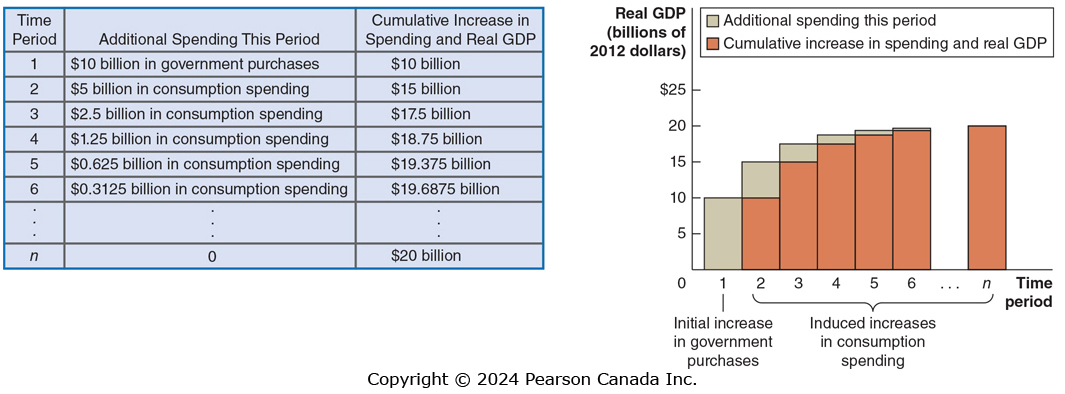 Time Period
Additional Spending This Period
Cumulative Increase in Spending and Real GDP
1 $10 billion in government purchases $10 billion
2 $5 billion in consumption spending $15 billion
3 $2.5 billion in consumption spending $17.5 billion
4 $1.25 billion in consumption spending $18.75 billion
5 $0.625 billion in consumption spending $19.375 billion
6 $0.3125 billion in consumption spending $19.6875 billion
. . .
. . .
. . .
n 0 $20 billion
Real GDP
(billions of
2012 dollars)
Additional spending this period
Cumulative increase in spending and real GDP
$25
20
15
10
5
0 1 2 3 4 5 6 ... n Time
period
Initial increase
in government
purchases
Induced increases
in consumption
spending
Copyright © 2024 Pearson Canada Inc.